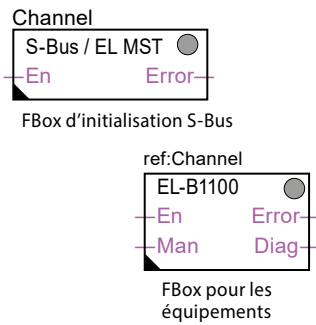 Channel
S-Bus / EL MST
En Error
FBox d’initialisation S-Bus
ref:Channel
EL-B1100
En Error
Man Diag
FBox pour les
équipements